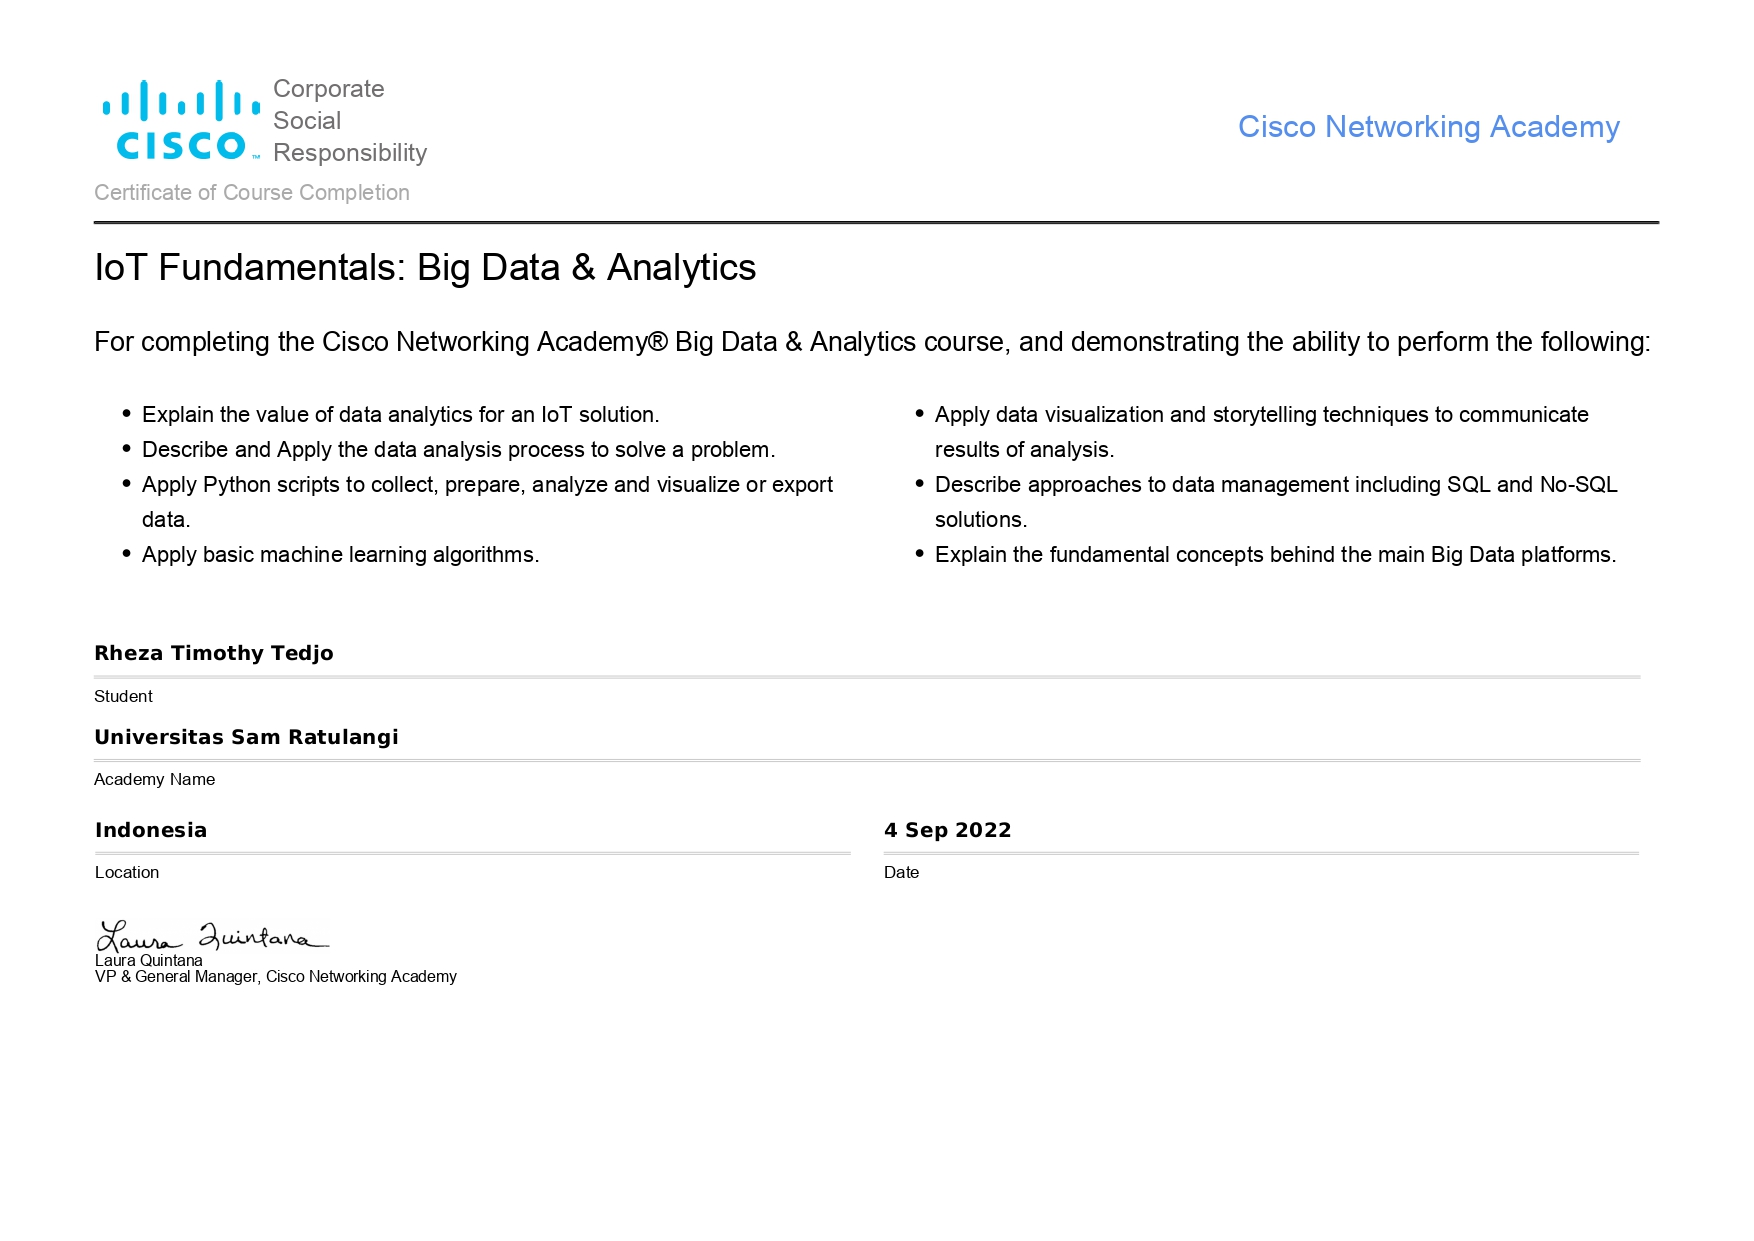 Corporate
Social
Responsibility
CISCO™
Cisco Networking Academy
Certificate of Course Completion
IoT Fundamentals: Big Data & Analytics
For completing the Cisco Networking Academy® Big Data & Analytics course, and demonstrating the ability to perform the following:
• Explain the value of data analytics for an IoT solution.
• Describe and Apply the data analysis process to solve a problem.
• Apply Python scripts to collect, prepare, analyze and visualize or export
data.
• Apply basic machine learning algorithms.
• Apply data visualization and storytelling techniques to communicate
results of analysis.
• Describe approaches to data management including SQL and No-SQL
solutions.
• Explain the fundamental concepts behind the main Big Data platforms.
Rheza Timothy Tedjo
Student
Universitas Sam Ratulangi
Academy Name
Indonesia
Location
4 Sep 2022
Date
Laura Quintana
Laura Quintana
VP & General Manager, Cisco Networking Academy